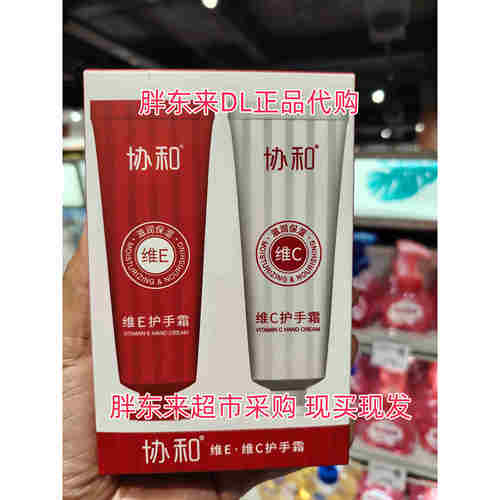 胖东来DL正品代购
协和®
协和®
·滋润保湿·
MOISTURIZING & NOURISHING
维E
·滋润保湿·
MOISTURIZING & NOURISHING
维C
维E护手霜
VITAMIN E HAND CREAM
维C护手霜
VITAMIN C HAND CREAM
胖东来超市采购 现买现发
协和® 维E·维C护手霜